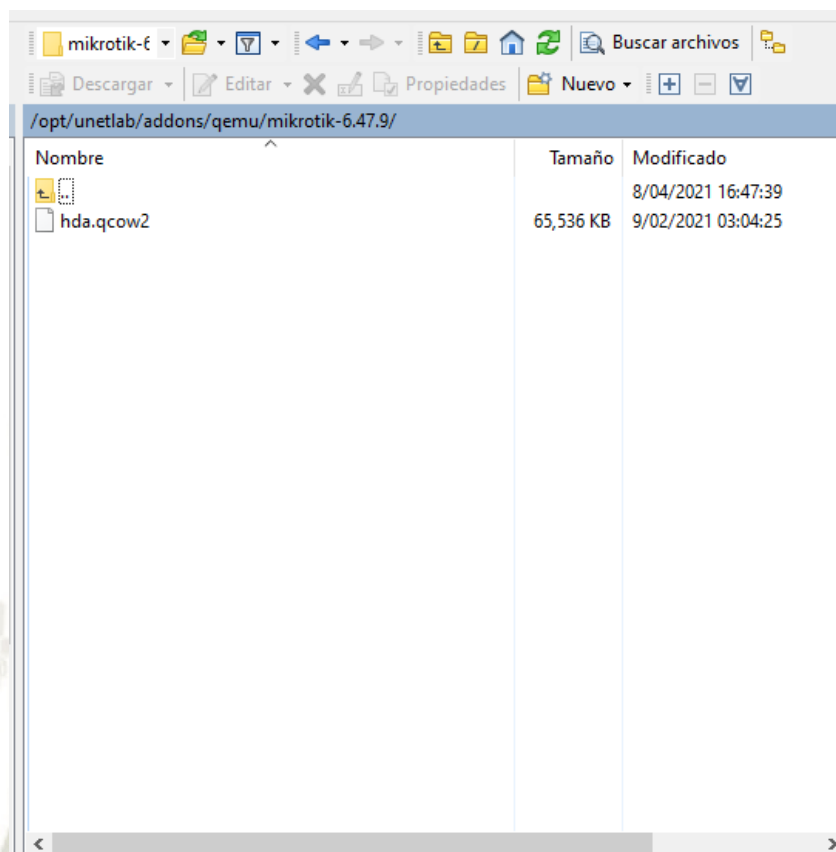 mikrotik-6
Buscar archivos
Descargar Editar Propiedades Nuevo
/opt/unetlab/addons/qemu/mikrotik-6.47.9/
Nombre Tamaño Modificado
.. 8/04/2021 16:47:39
hda.qcow2 65,536 KB 9/02/2021 03:04:25